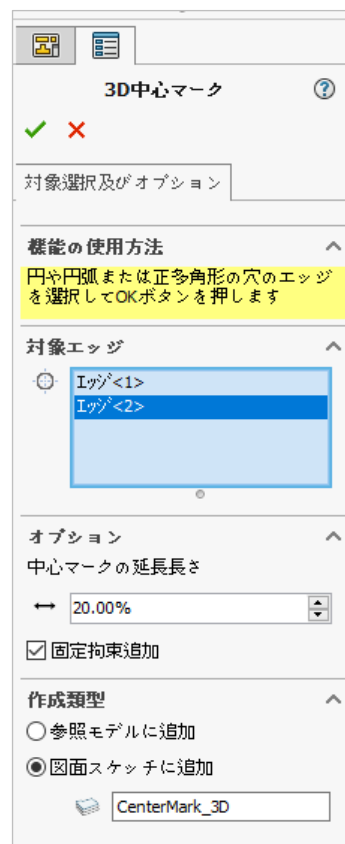 3D中心マーク
対象選択及びオプション
機能の使用方法
円や円弧または正多角形の穴のエッジ
を選択してOKボタンを押します
対象エッジ
ｴｯｼﾞ<1>
ｴｯｼﾞ<2>
オプション
中心マークの延長長さ
20.00%
固定拘束追加
作成類型
参照モデルに追加
図面スケッチに追加
CenterMark_3D